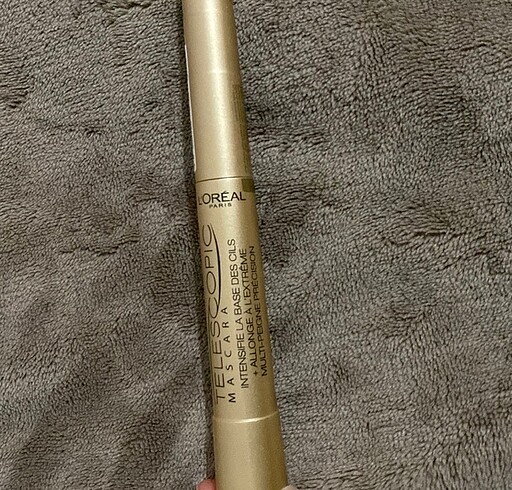 L'ORÉAL
PARIS
TELESCOPIC
MASCARA
INTENSIFIE LA BASE DES CILS
+ ALLONGE À L'EXTRÊME
MULTI-PEIGNE PRÉCISION